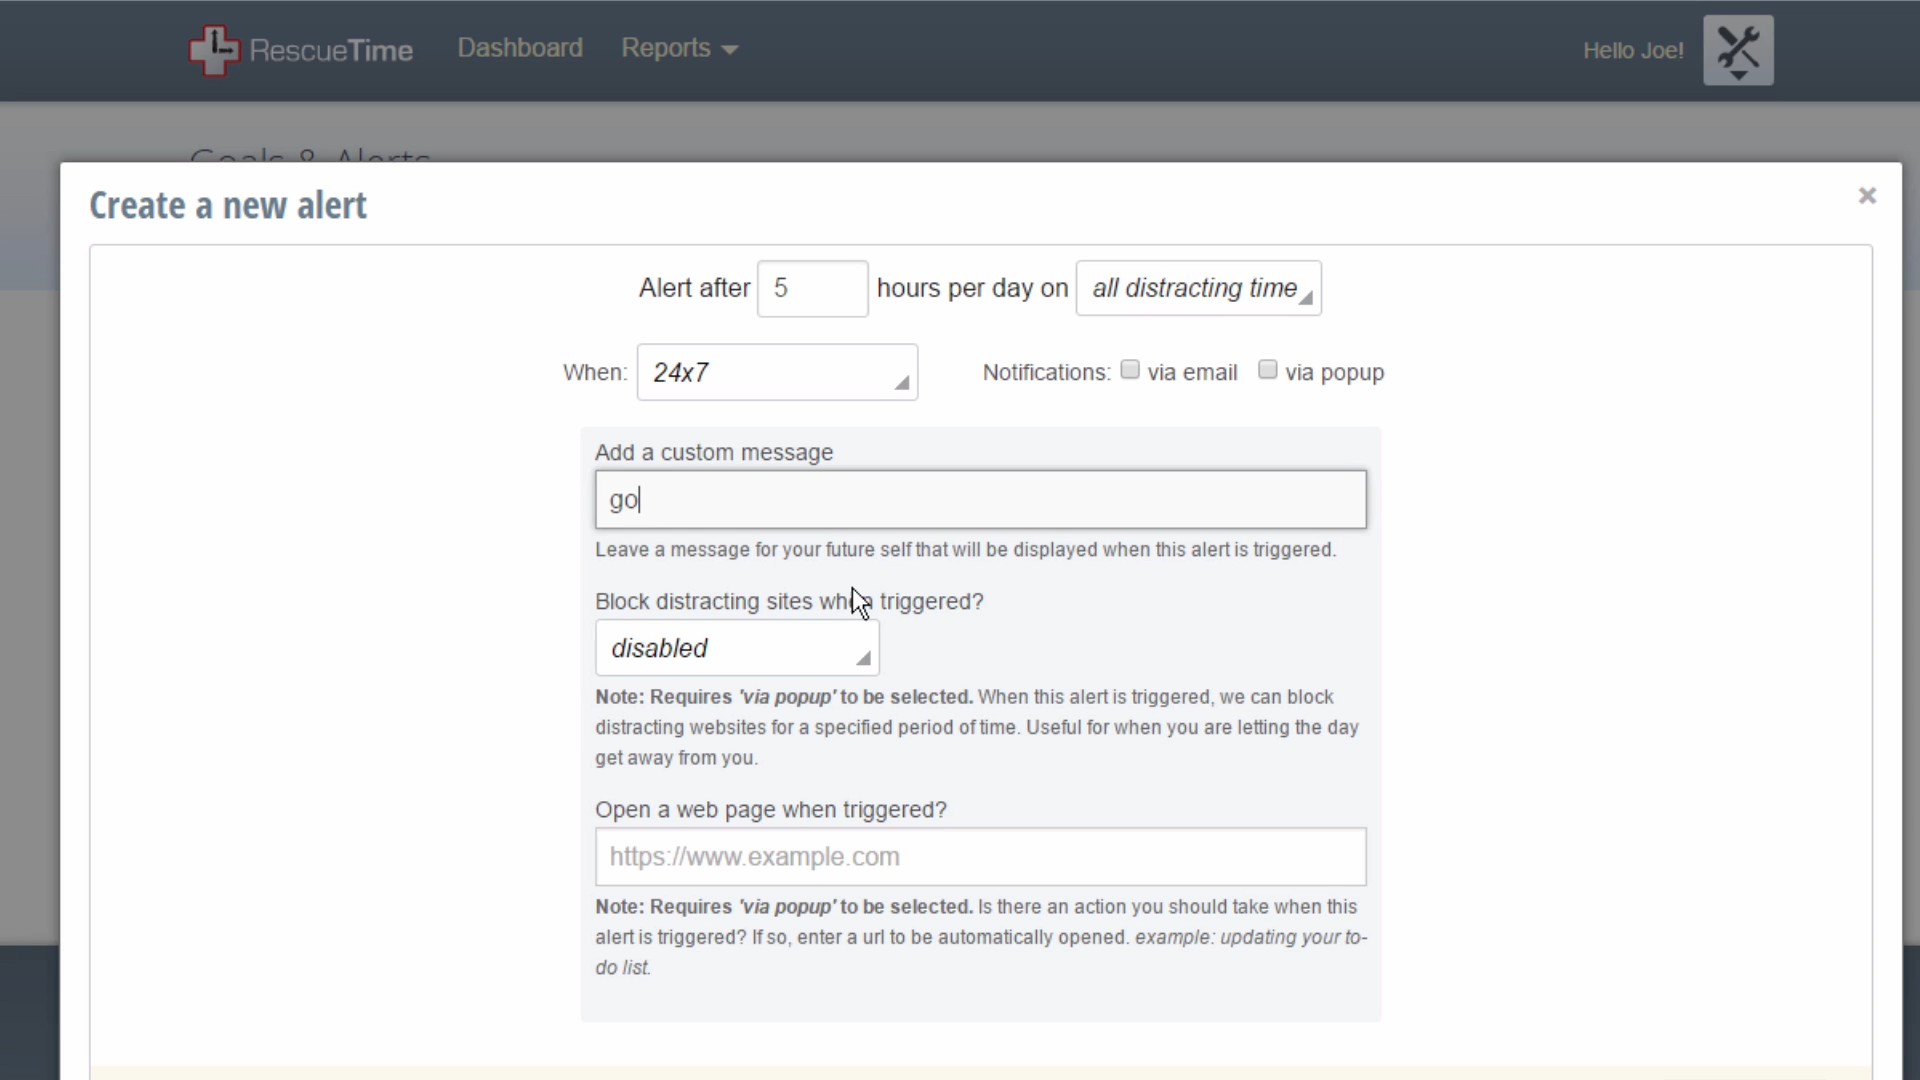 RescueTime Dashboard Reports Hello Joe!
Goals & Alerts
Create a new alert ×
Alert after 5 hours per day on all distracting time
When: 24x7 Notifications: via email via popup
Add a custom message
go
Leave a message for your future self that will be displayed when this alert is triggered.
Block distracting sites when triggered?
disabled
Note: Requires 'via popup' to be selected. When this alert is triggered, we can block
distracting websites for a specified period of time. Useful for when you are letting the day
get away from you.
Open a web page when triggered?
https://www.example.com
Note: Requires 'via popup' to be selected. Is there an action you should take when this
alert is triggered? If so, enter a url to be automatically opened. example: updating your to-
do list.